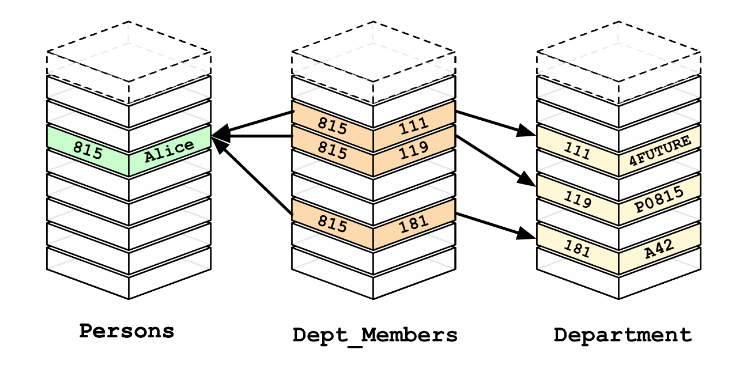 815 Alice
815 111
815 119
815 181
111 4FUTURE
119 P0815
181 A42
Persons
Dept_Members
Department